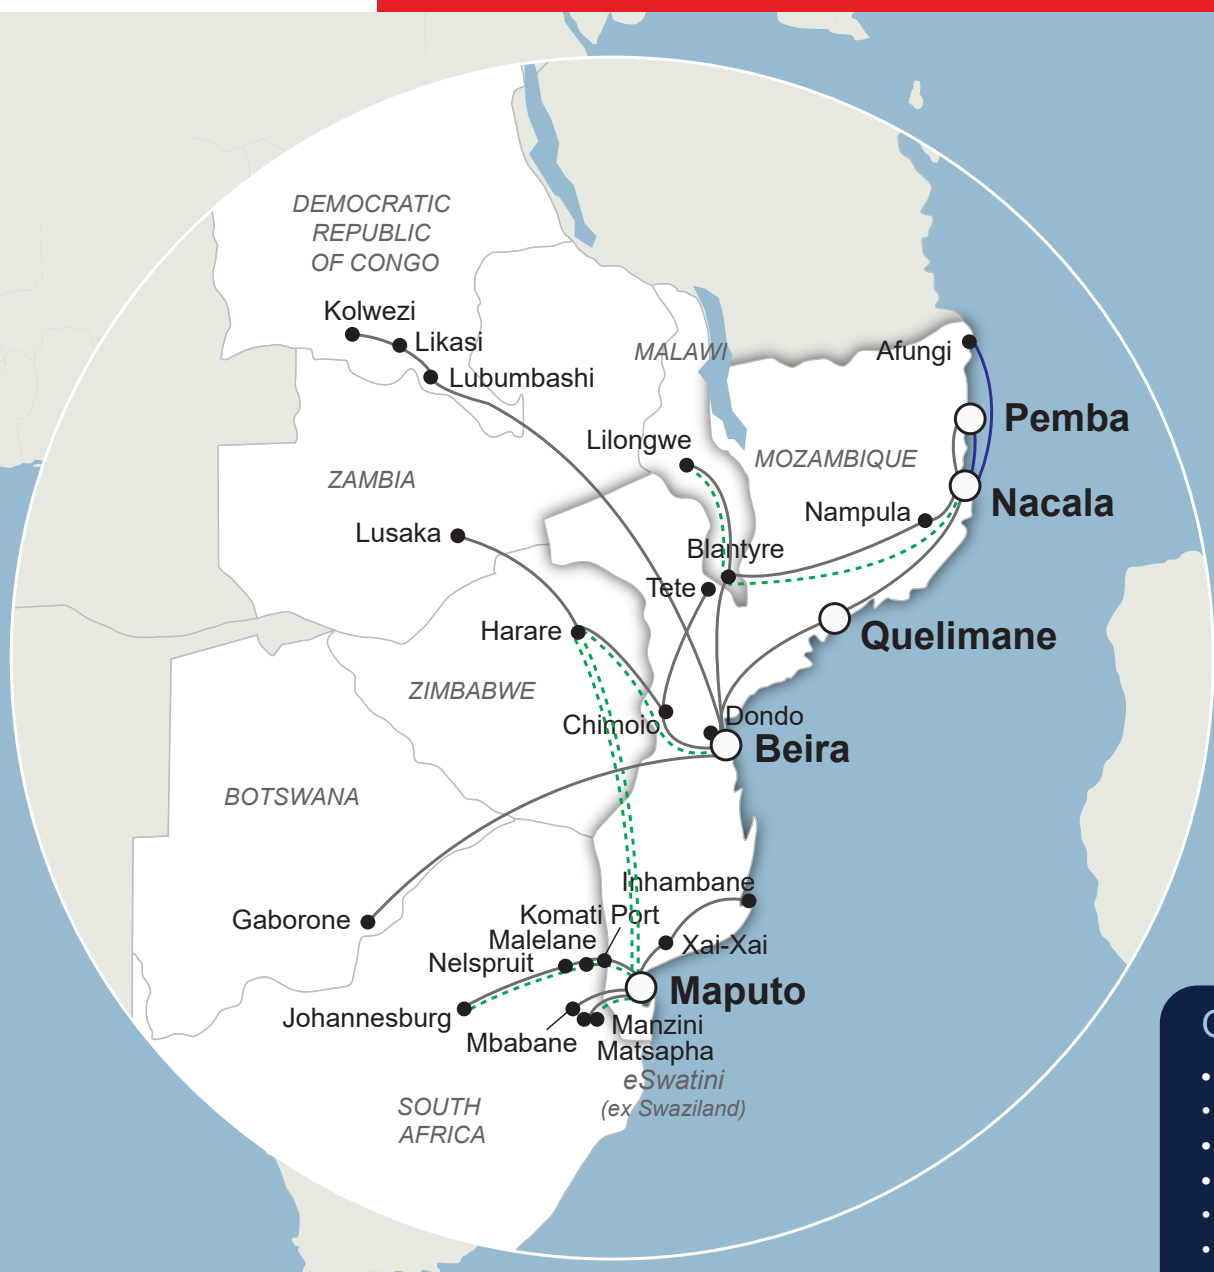 DEMOCRATIC
REPUBLIC
OF CONGO
Kolwezi
Likasi
Lubumbashi
MALAWI
Afungi
Pemba
Lilongwe
MOZAMBIQUE
ZAMBIA
Nacala
Nampula
Lusaka
Blantyre
Tete
Harare
Quelimane
ZIMBABWE
Chimoio
Dondo
Beira
BOTSWANA
Inhambane
Gaborone
Komati Port
Malelane
Xai-Xai
Nelspruit
Maputo
Johannesburg
Manzini
Mbabane
Matsapha
eSwatini
(ex Swaziland)
SOUTH
AFRICA